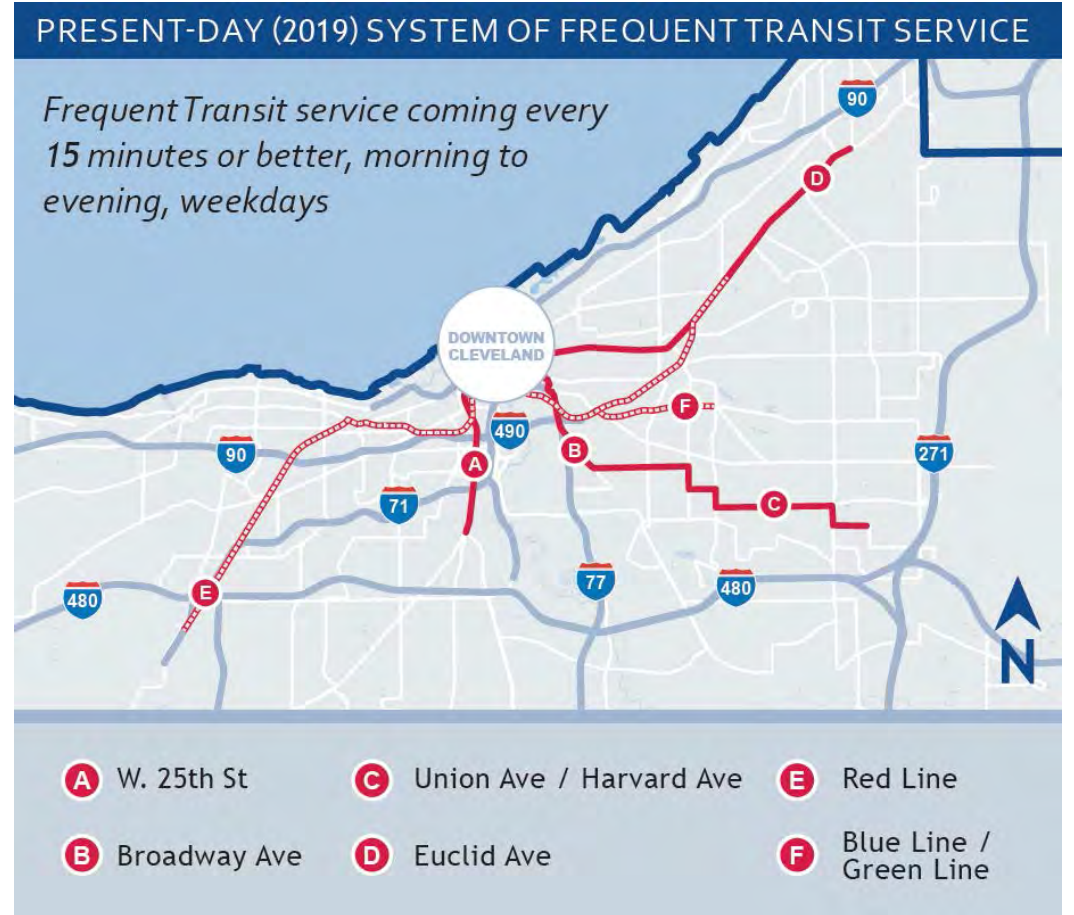 PRESENT-DAY (2019) SYSTEM OF FREQUENT TRANSIT SERVICE
Frequent Transit service coming every
15 minutes or better, morning to
evening, weekdays
90
D
DOWNTOWN
CLEVELAND
F
490
90
A
B
271
71
C
480
E
77
480
N
A W. 25th St
C Union Ave / Harvard Ave
E Red Line
B Broadway Ave
D Euclid Ave
F Blue Line /
Green Line